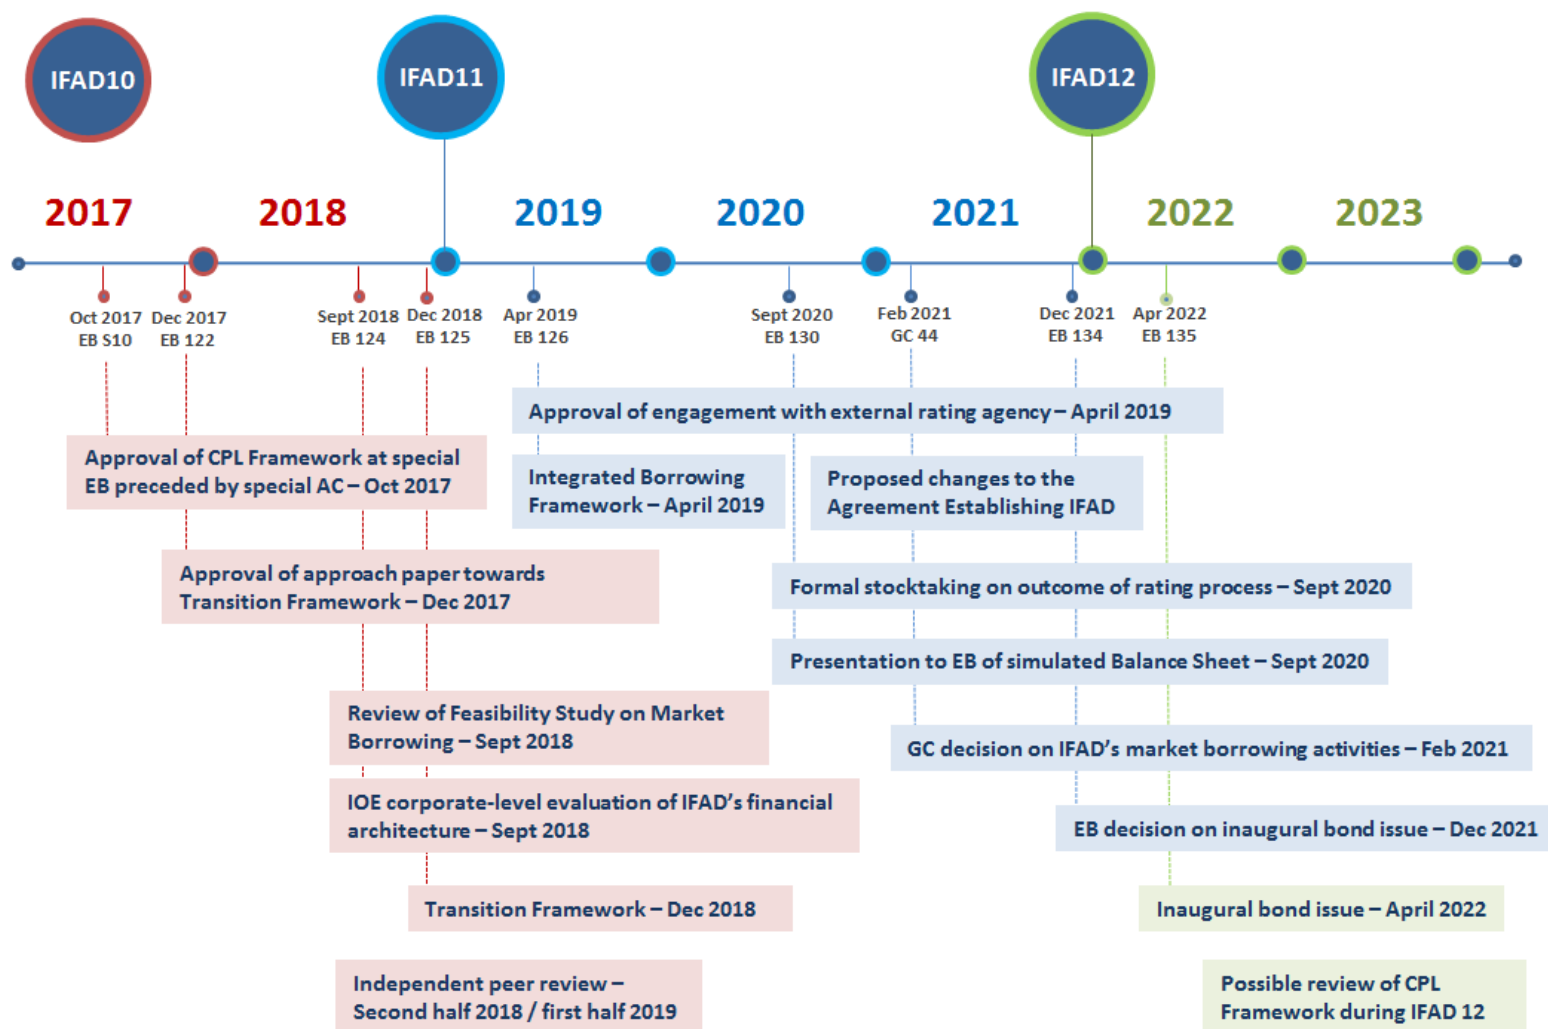 IFAD10
IFAD11
IFAD12
2017
2018
2019
2020
2021
2022
2023
Oct 2017
EB S10
Dec 2017
EB 122
Sept 2018
EB 124
Dec 2018
EB 125
Apr 2019
EB 126
Sept 2020
EB 130
Feb 2021
GC 44
Dec 2021
EB 134
Apr 2022
EB 135
Approval of engagement with external rating agency – April 2019
Approval of CPL Framework at special
EB preceded by special AC – Oct 2017
Integrated Borrowing
Framework – April 2019
Proposed changes to the
Agreement Establishing IFAD
Approval of approach paper towards
Transition Framework – Dec 2017
Formal stocktaking on outcome of rating process – Sept 2020
Presentation to EB of simulated Balance Sheet – Sept 2020
Review of Feasibility Study on Market
Borrowing – Sept 2018
GC decision on IFAD's market borrowing activities – Feb 2021
IOE corporate-level evaluation of IFAD's financial
architecture – Sept 2018
EB decision on inaugural bond issue – Dec 2021
Transition Framework – Dec 2018
Inaugural bond issue – April 2022
Independent peer review –
Second half 2018 / first half 2019
Possible review of CPL
Framework during IFAD 12